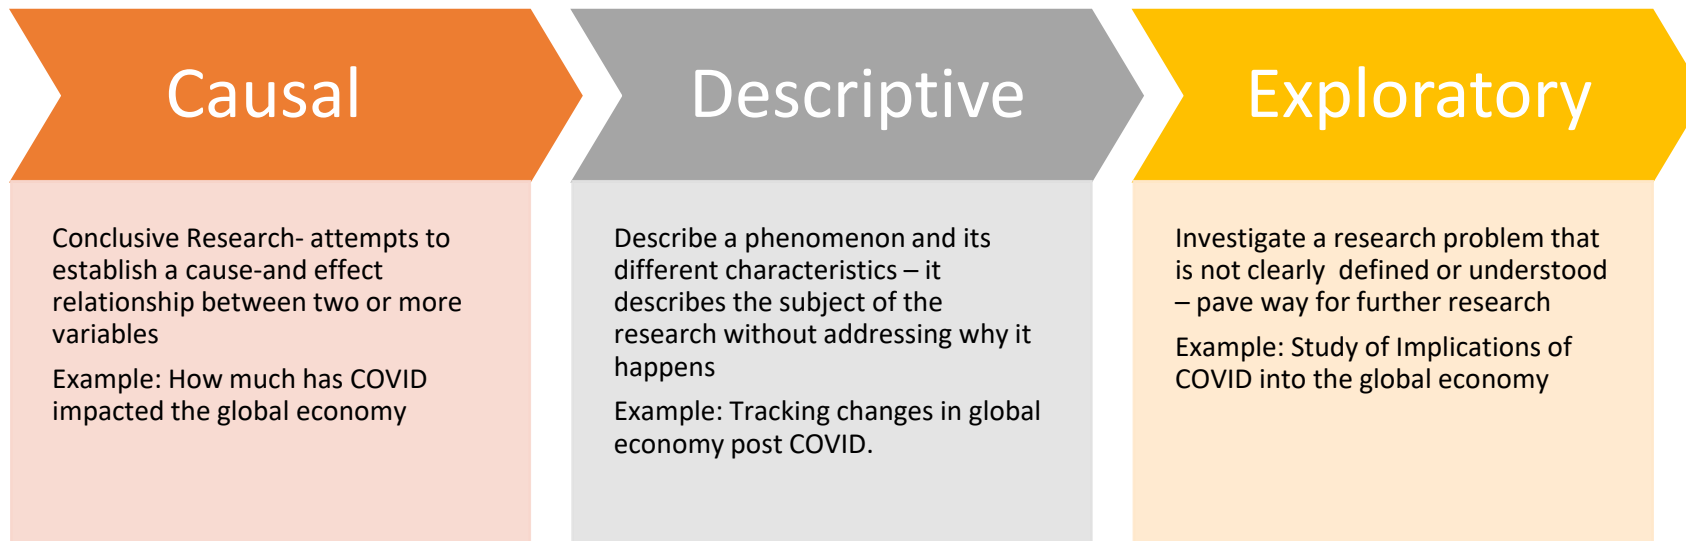 Causal
Conclusive Research- attempts to
establish a cause-and effect
relationship between two or more
variables
Example: How much has COVID
impacted the global economy
Descriptive
Describe a phenomenon and its
different characteristics – it
describes the subject of the
research without addressing why it
happens
Example: Tracking changes in global
economy post COVID.
Exploratory
Investigate a research problem that
is not clearly  defined or understood
– pave way for further research
Example: Study of Implications of
COVID into the global economy